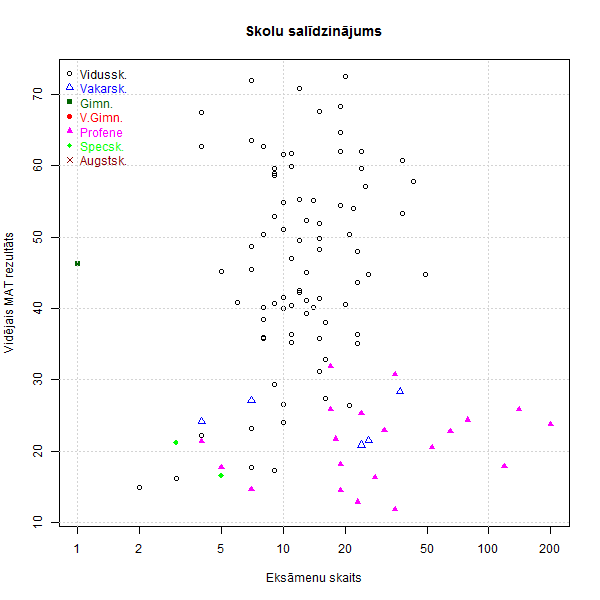 Skolu salīdzinājums
Vidussk.
Vakarsk.
Gimn.
V.Gimn.
Profene
Specsk.
Augstsk.
Vidējais MAT rezultāts
70
60
50
40
30
20
10
1 2 5 10 20 50 100 200
Eksāmenu skaits